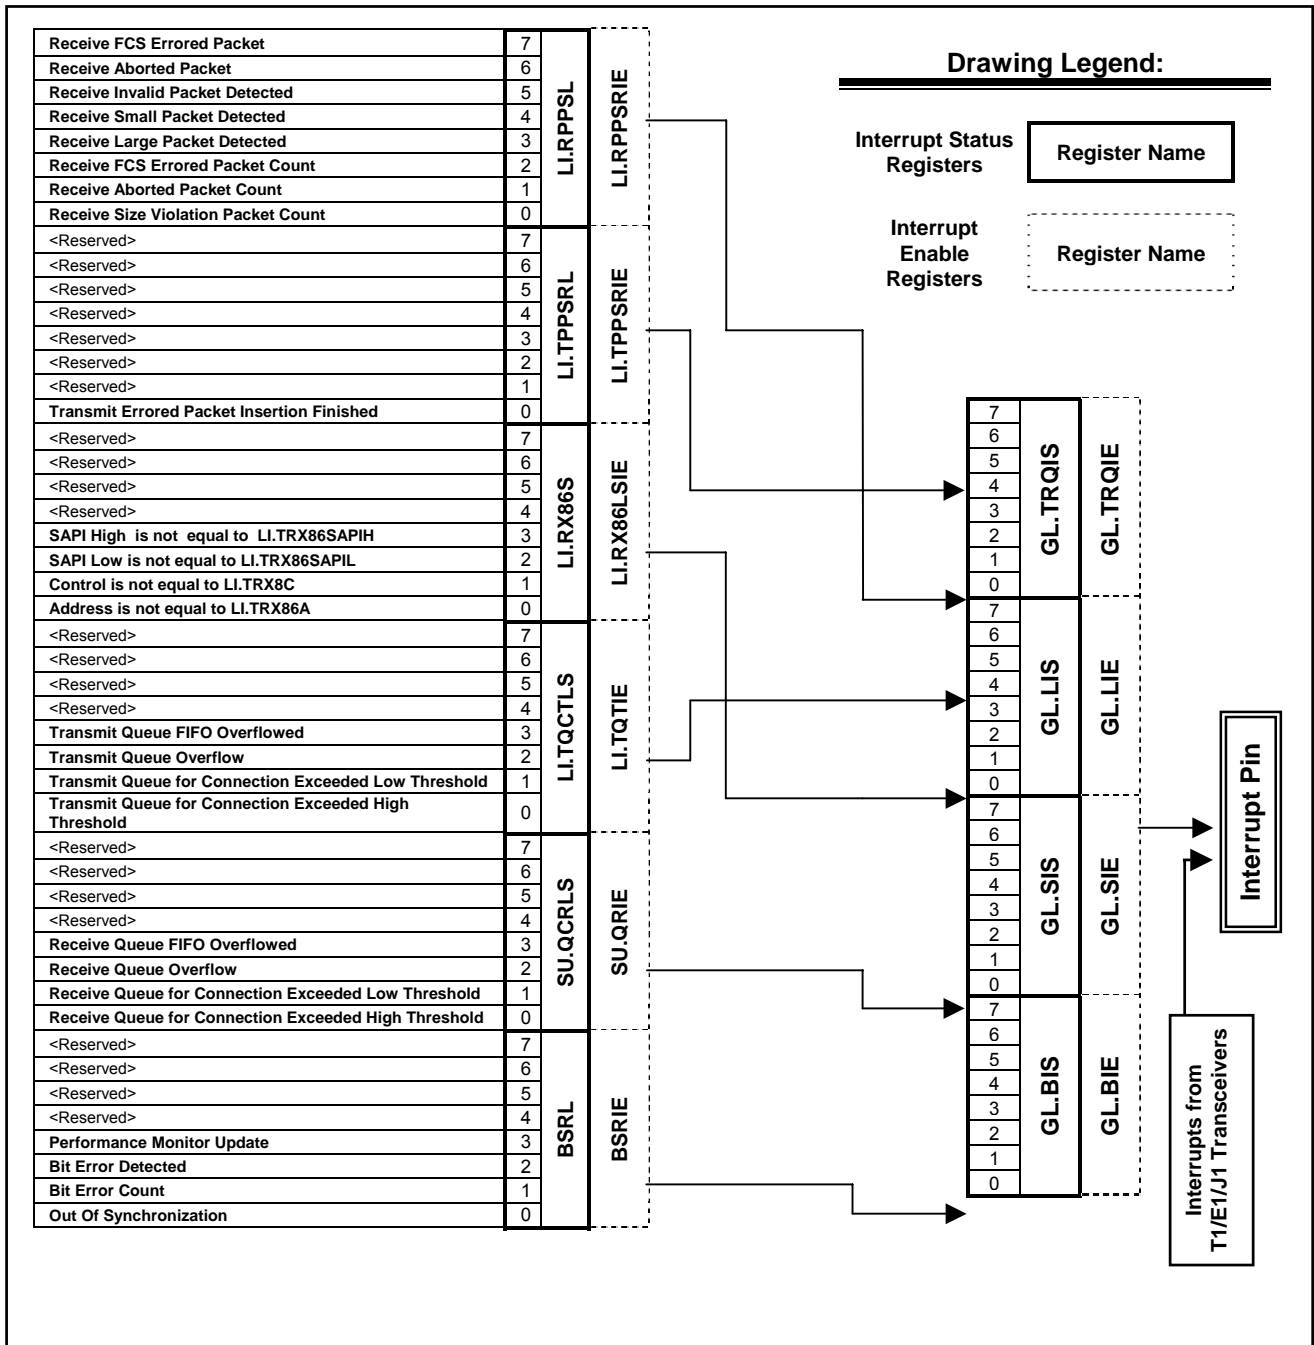 Receive FCS Errored Packet 7
Receive Aborted Packet 6
Receive Invalid Packet Detected 5
Receive Small Packet Detected 4
Receive Large Packet Detected 3
Receive FCS Errored Packet Count 2
Receive Aborted Packet Count 1
Receive Size Violation Packet Count 0
LI.RPPSL
LI.RPPSRIE
<Reserved> 7
<Reserved> 6
<Reserved> 5
<Reserved> 4
<Reserved> 3
<Reserved> 2
<Reserved> 1
Transmit Errored Packet Insertion Finished 0
LI.TPPSRL
LI.TPPSRIE
<Reserved> 7
<Reserved> 6
<Reserved> 5
<Reserved> 4
SAPI High is not equal to LI.TRX86SAPIH 3
SAPI Low is not equal to LI.TRX86SAPIL 2
Control is not equal to LI.TRX8C 1
Address is not equal to LI.TRX86A 0
LI.RX86S
LI.RX86LSIE
<Reserved> 7
<Reserved> 6
<Reserved> 5
<Reserved> 4
Transmit Queue FIFO Overflowed 3
Transmit Queue Overflow 2
Transmit Queue for Connection Exceeded Low Threshold 1
Transmit Queue for Connection Exceeded High
Threshold 0
LI.TQCTLS
LI.TQTIE
<Reserved> 7
<Reserved> 6
<Reserved> 5
<Reserved> 4
Receive Queue FIFO Overflowed 3
Receive Queue Overflow 2
Receive Queue for Connection Exceeded Low Threshold 1
Receive Queue for Connection Exceeded High Threshold 0
SU.QCRLS
SU.QRIE
<Reserved> 7
<Reserved> 6
<Reserved> 5
<Reserved> 4
Performance Monitor Update 3
Bit Error Detected 2
Bit Error Count 1
Out Of Synchronization 0
BSRL
BSRIE
Drawing Legend:
Interrupt Status
Registers
Register Name
Interrupt
Enable
Registers
Register Name
7
6
5
4
3
2
1
0
GL.TRQIS
GL.TRQIE
7
6
5
4
3
2
1
0
GL.LIS
GL.LIE
7
6
5
4
3
2
1
0
GL.SIS
GL.SIE
7
6
5
4
3
2
1
0
GL.BIS
GL.BIE
Interrupt Pin
Interrupts from
T1/E1/J1 Transceivers